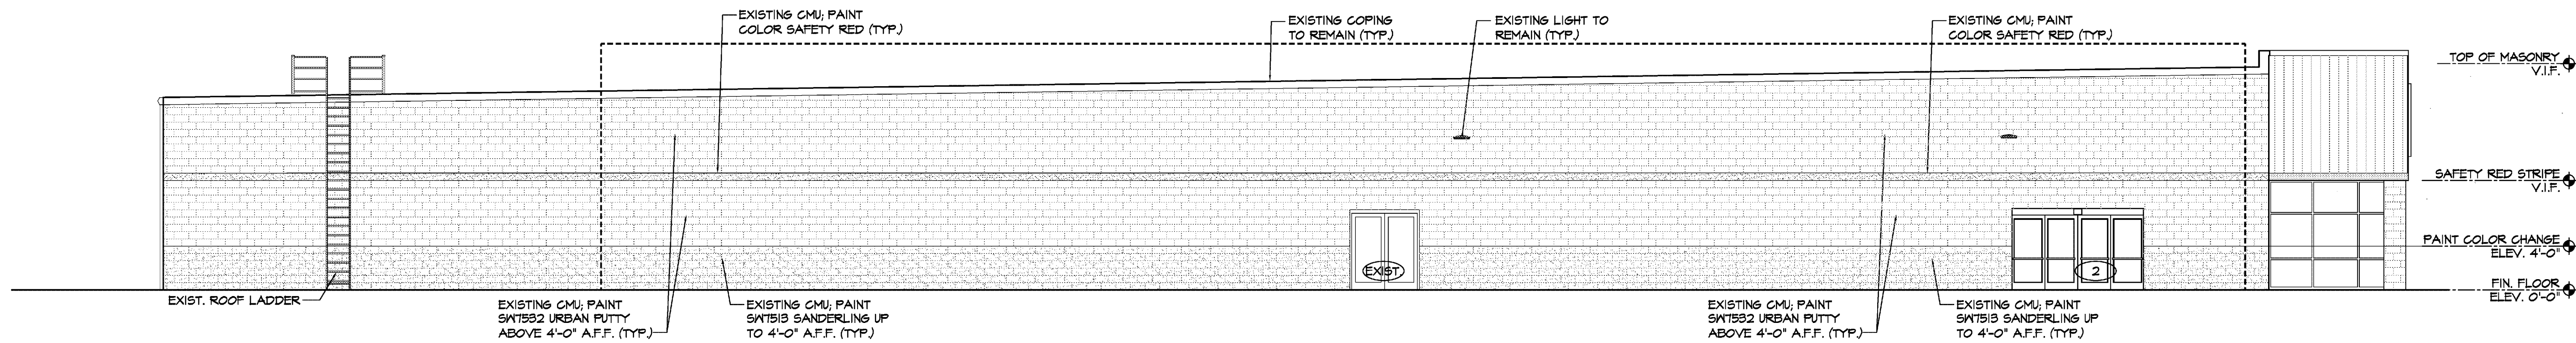 EXISTING CMU; PAINT
COLOR SAFETY RED (TYP.)
EXISTING COPING
TO REMAIN (TYP.)
EXISTING LIGHT TO
REMAIN (TYP.)
EXISTING CMU; PAINT
COLOR SAFETY RED (TYP.)
TOP OF MASONRY
V.I.F.
SAFETY RED STRIPE
V.I.F.
PAINT COLOR CHANGE
ELEV. 4'-0"
FIN. FLOOR
ELEV. 0'-0"
EXIST.
2
EXIST. ROOF LADDER
EXISTING CMU; PAINT
SW7532 URBAN PUTTY
ABOVE 4'-0" A.F.F. (TYP.)
EXISTING CMU; PAINT
SW7513 SANDERLING UP
TO 4'-0" A.F.F. (TYP.)
EXISTING CMU; PAINT
SW7532 URBAN PUTTY
ABOVE 4'-0" A.F.F. (TYP.)
EXISTING CMU; PAINT
SW7513 SANDERLING UP
TO 4'-0" A.F.F. (TYP.)